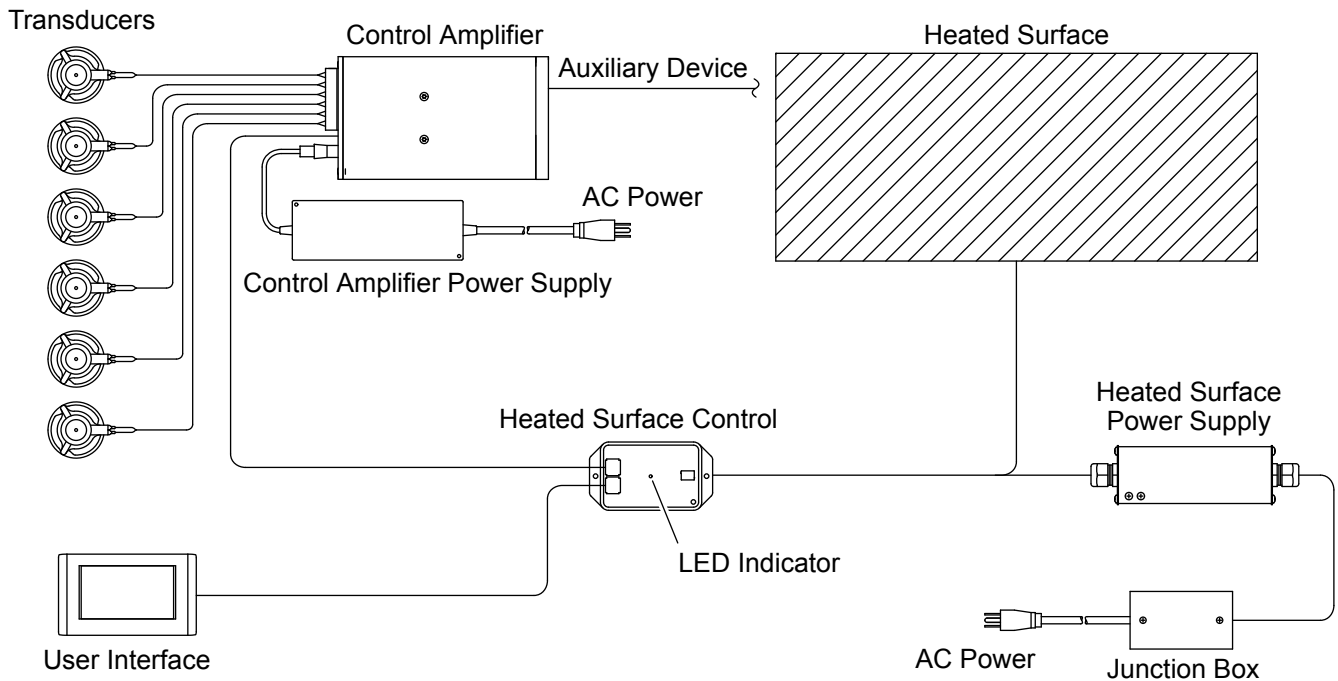 Transducers
Control Amplifier
Heated Surface
Auxiliary Device
AC Power
Control Amplifier Power Supply
Heated Surface Control
Heated Surface
Power Supply
LED Indicator
User Interface
AC Power
Junction Box